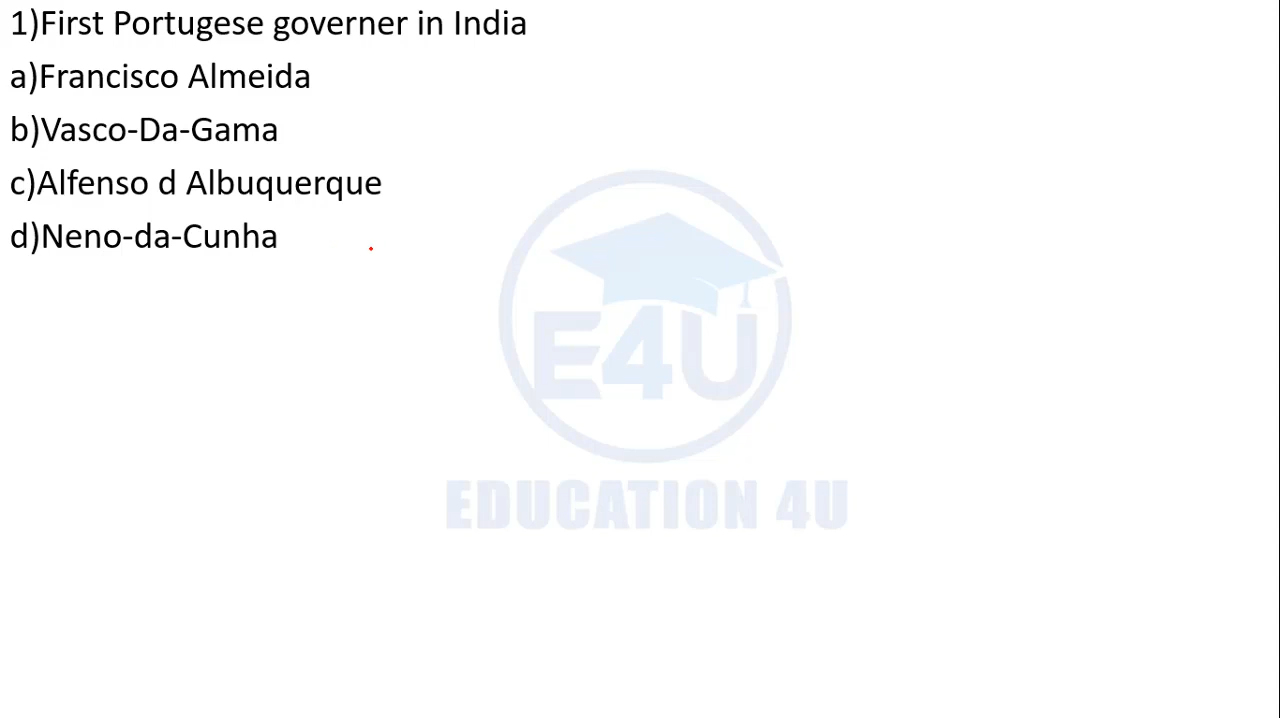 1)First Portugese governer in India
a)Francisco Almeida
b)Vasco-Da-Gama
c)Alfenso d Albuquerque
d)Neno-da-Cunha
E4U
EDUCATION 4U